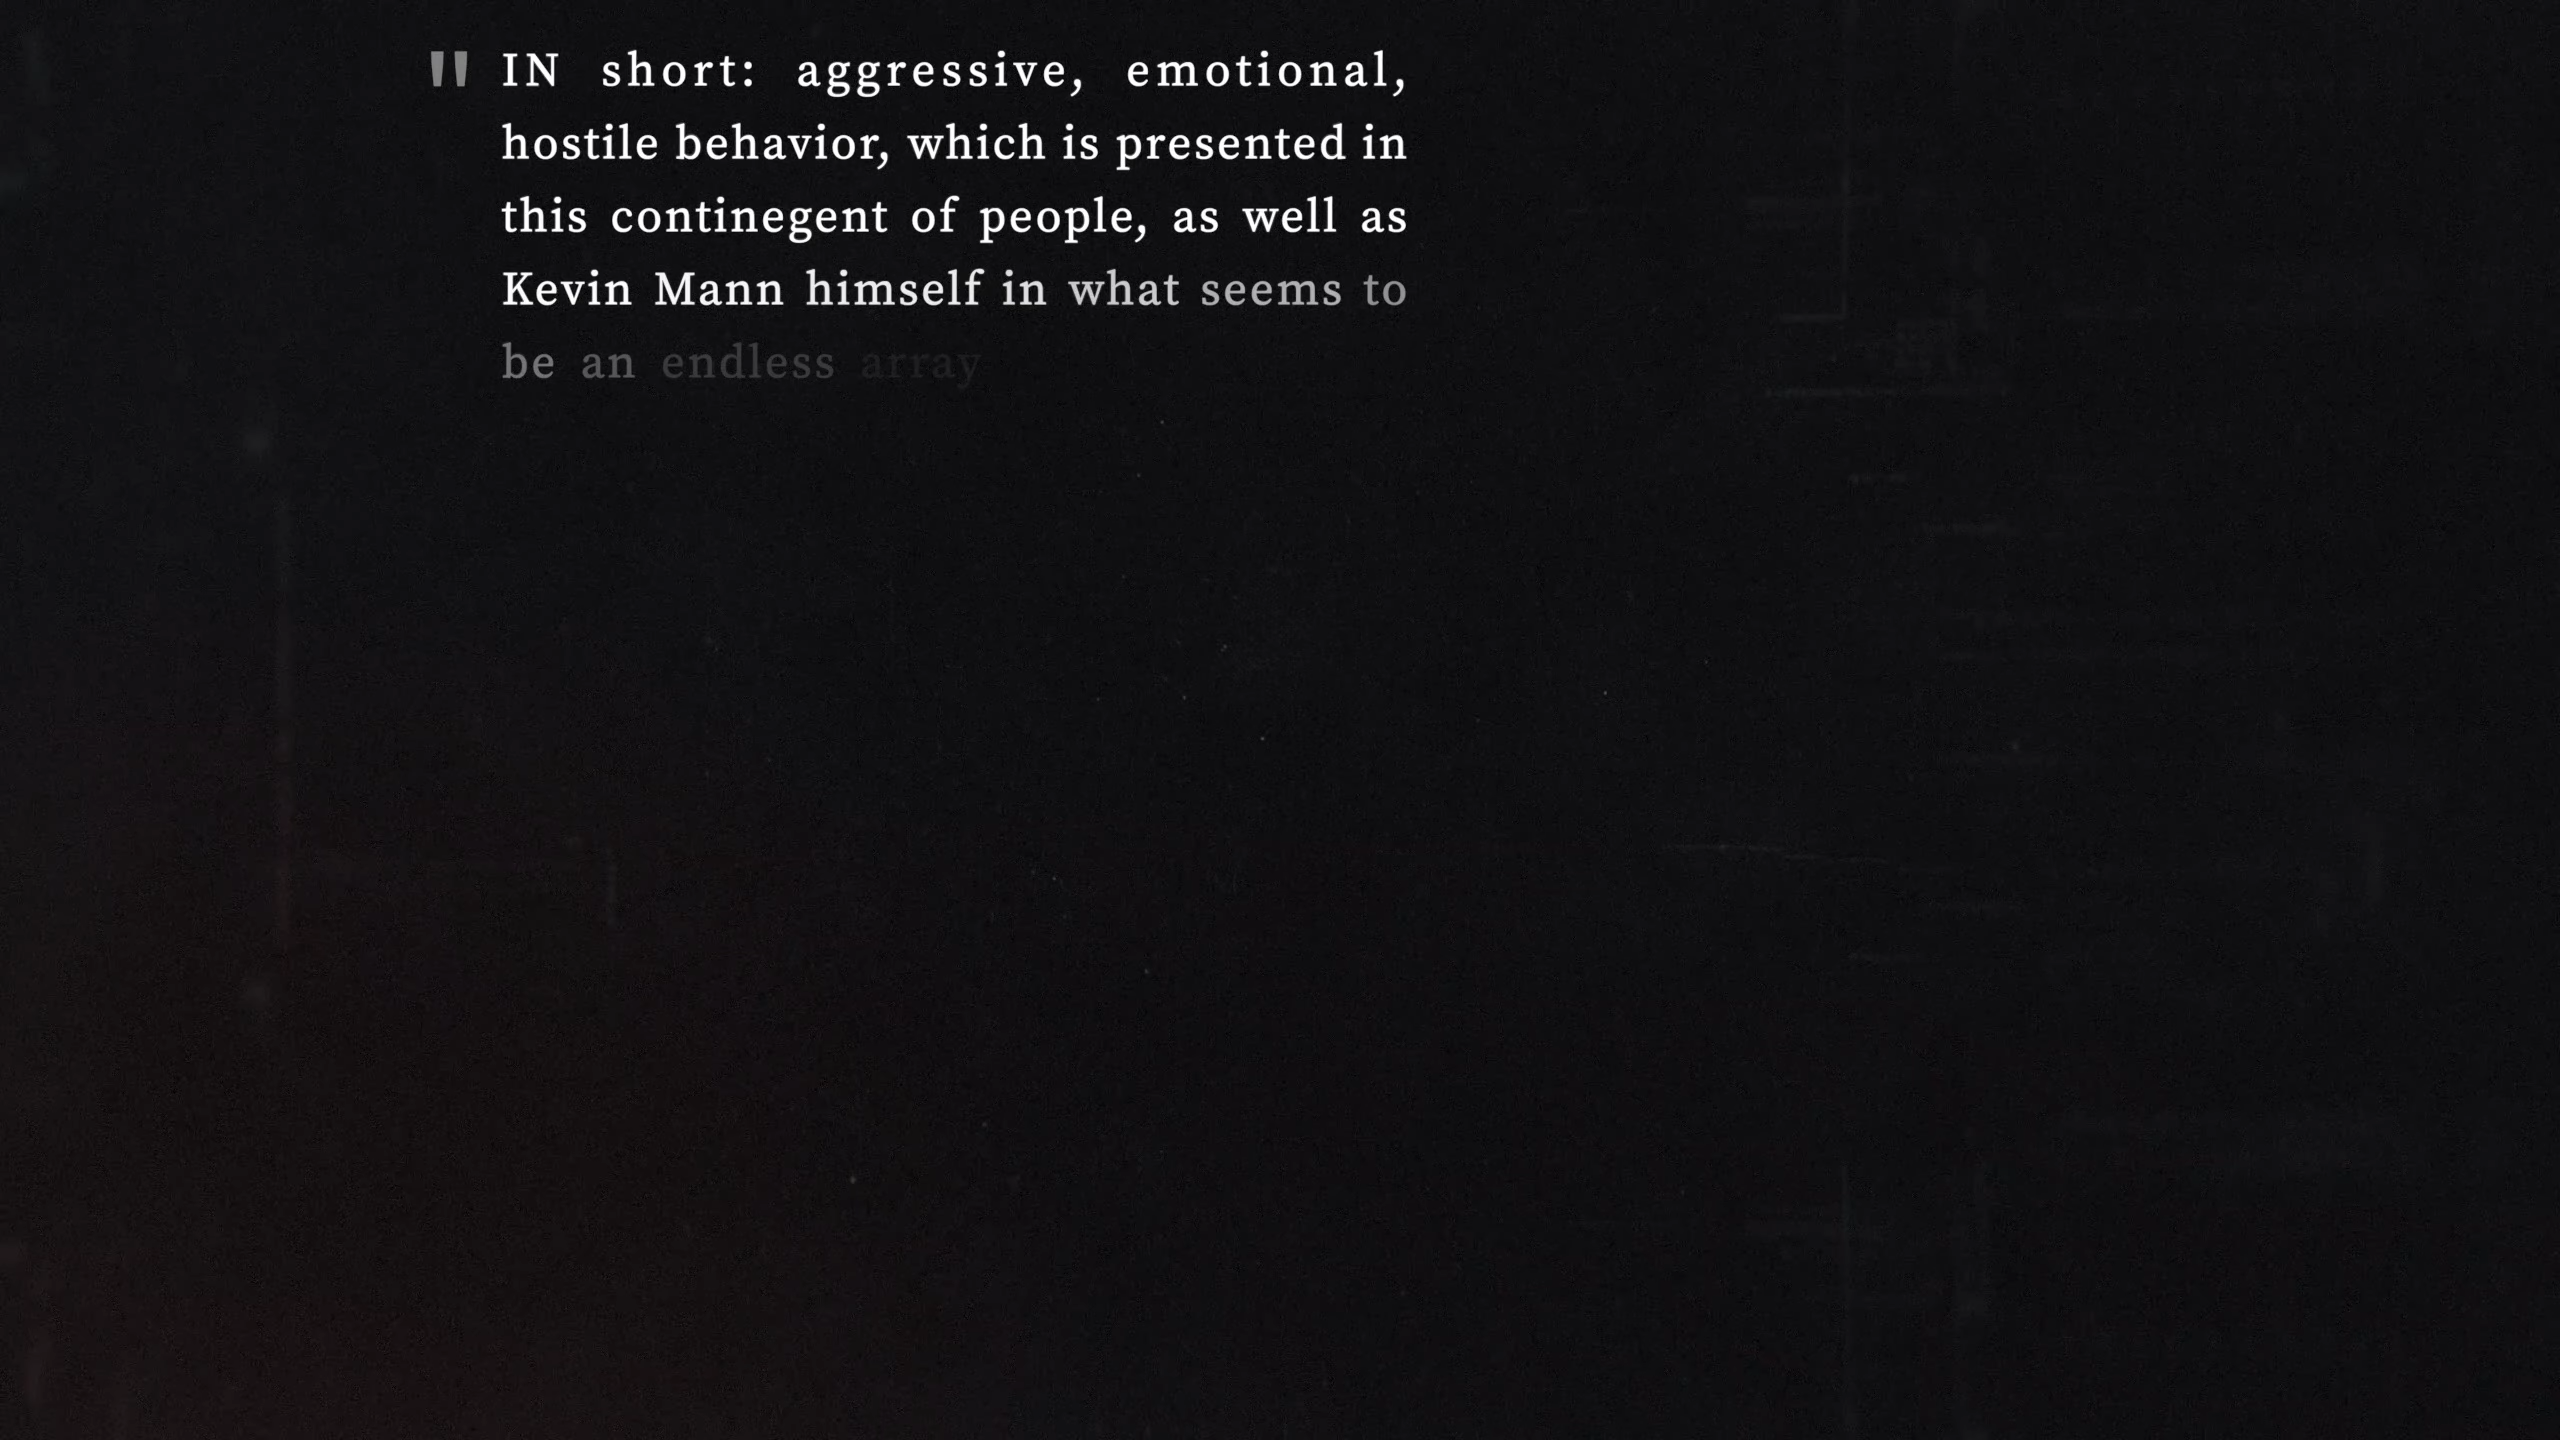 " IN short: aggressive, emotional,
hostile behavior, which is presented in
this continegent of people, as well as
Kevin Mann himself in what seems to
be an endless array